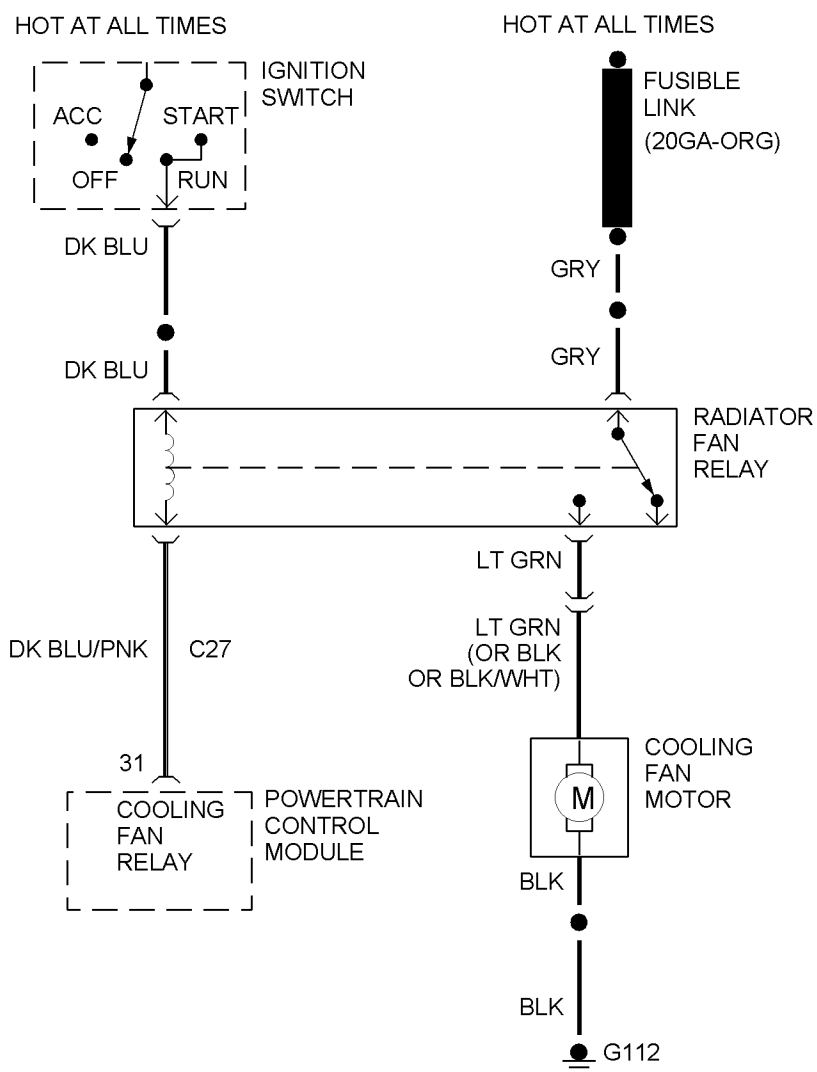 HOT AT ALL TIMES
HOT AT ALL TIMES
IGNITION
SWITCH
ACC
START
OFF
RUN
FUSIBLE
LINK
(20GA-ORG)
DK BLU
GRY
DK BLU
GRY
RADIATOR
FAN
RELAY
LT GRN
DK BLU/PNK
C27
LT GRN
(OR BLK
OR BLK/WHT)
31
COOLING
FAN
RELAY
POWERTRAIN
CONTROL
MODULE
COOLING
FAN
MOTOR
M
BLK
BLK
G112